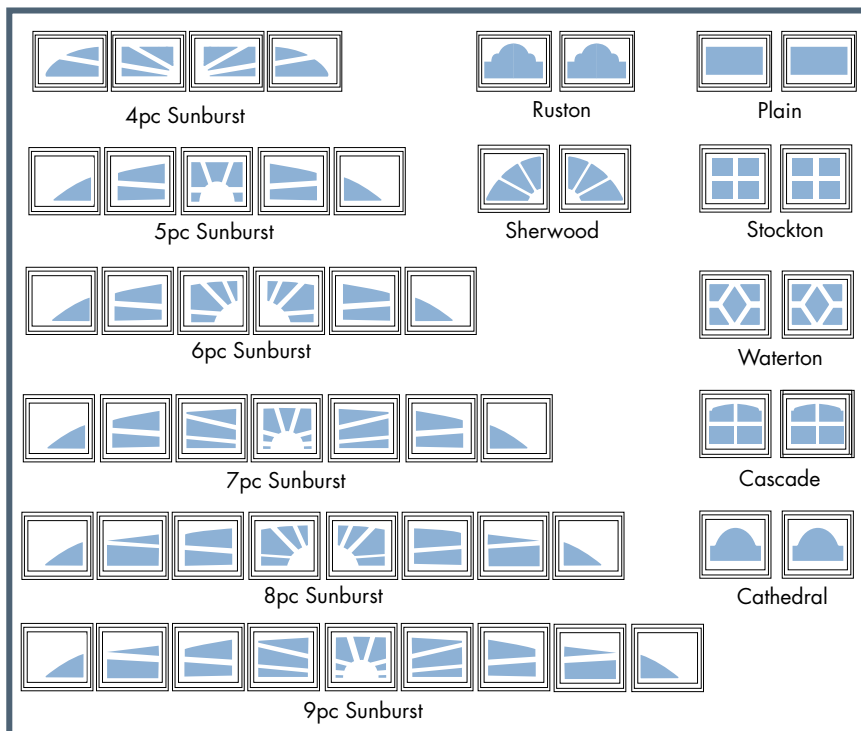 4pc Sunburst
Ruston
Plain
5pc Sunburst
Sherwood
Stockton
6pc Sunburst
Waterton
7pc Sunburst
Cascade
8pc Sunburst
Cathedral
9pc Sunburst